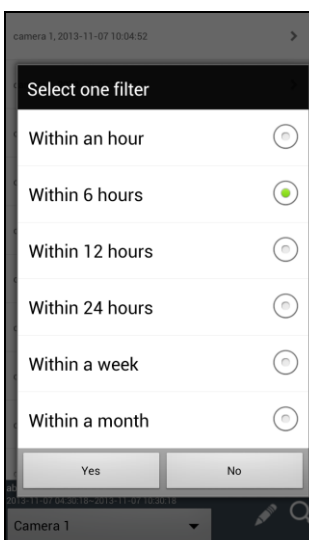 camera 1, 2013-11-07 10:04:52
Select one filter
Within an hour
Within 6 hours
Within 12 hours
Within 24 hours
Within a week
Within a month
Yes
No
2013-11-07 04:30:18~2013-11-07 10:30:18
Camera 1